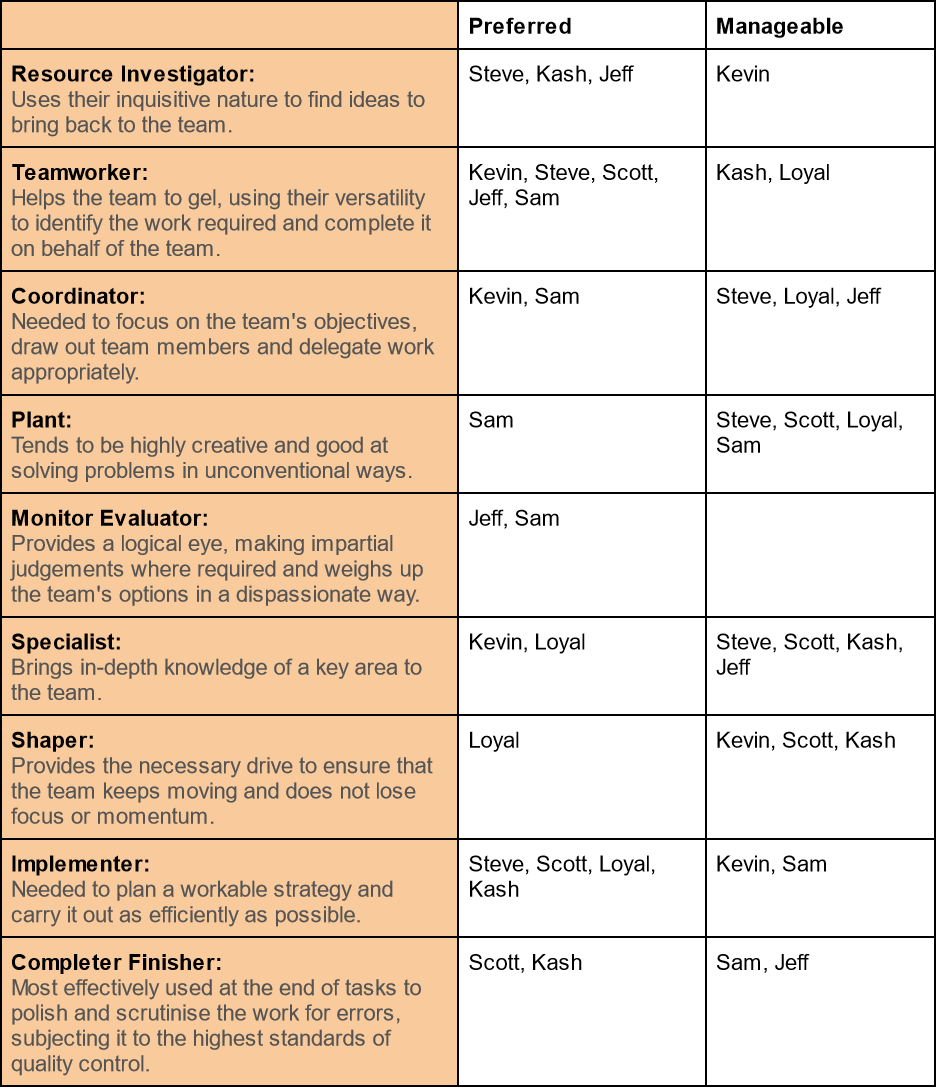 Preferred
Manageable
Resource Investigator:
Uses their inquisitive nature to find ideas to
bring back to the team.
Steve, Kash, Jeff
Kevin
Teamworker:
Helps the team to gel, using their versatility
to identify the work required and complete it
on behalf of the team.
Kevin, Steve, Scott,
Jeff, Sam
Kash, Loyal
Coordinator:
Needed to focus on the team's objectives,
draw out team members and delegate work
appropriately.
Kevin, Sam
Steve, Loyal, Jeff
Plant:
Tends to be highly creative and good at
solving problems in unconventional ways.
Sam
Steve, Scott, Loyal,
Sam
Monitor Evaluator:
Provides a logical eye, making impartial
judgements where required and weighs up
the team's options in a dispassionate way.
Jeff, Sam
Specialist:
Brings in-depth knowledge of a key area to
the team.
Kevin, Loyal
Steve, Scott, Kash,
Jeff
Shaper:
Provides the necessary drive to ensure that
the team keeps moving and does not lose
focus or momentum.
Loyal
Kevin, Scott, Kash
Implementer:
Needed to plan a workable strategy and
carry it out as efficiently as possible.
Steve, Scott, Loyal,
Kash
Kevin, Sam
Completer Finisher:
Most effectively used at the end of tasks to
polish and scrutinise the work for errors,
subjecting it to the highest standards of
quality control.
Scott, Kash
Sam, Jeff